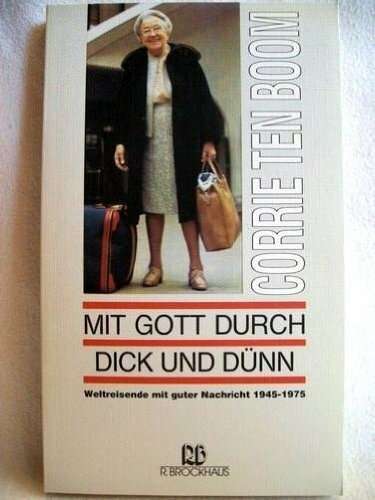 CORRIE TEN BOOM
MIT GOTT DURCH
DICK UND DÜNN
Weltreisende mit guter Nachricht 1945-1975
RB
R. BROCKHAUS